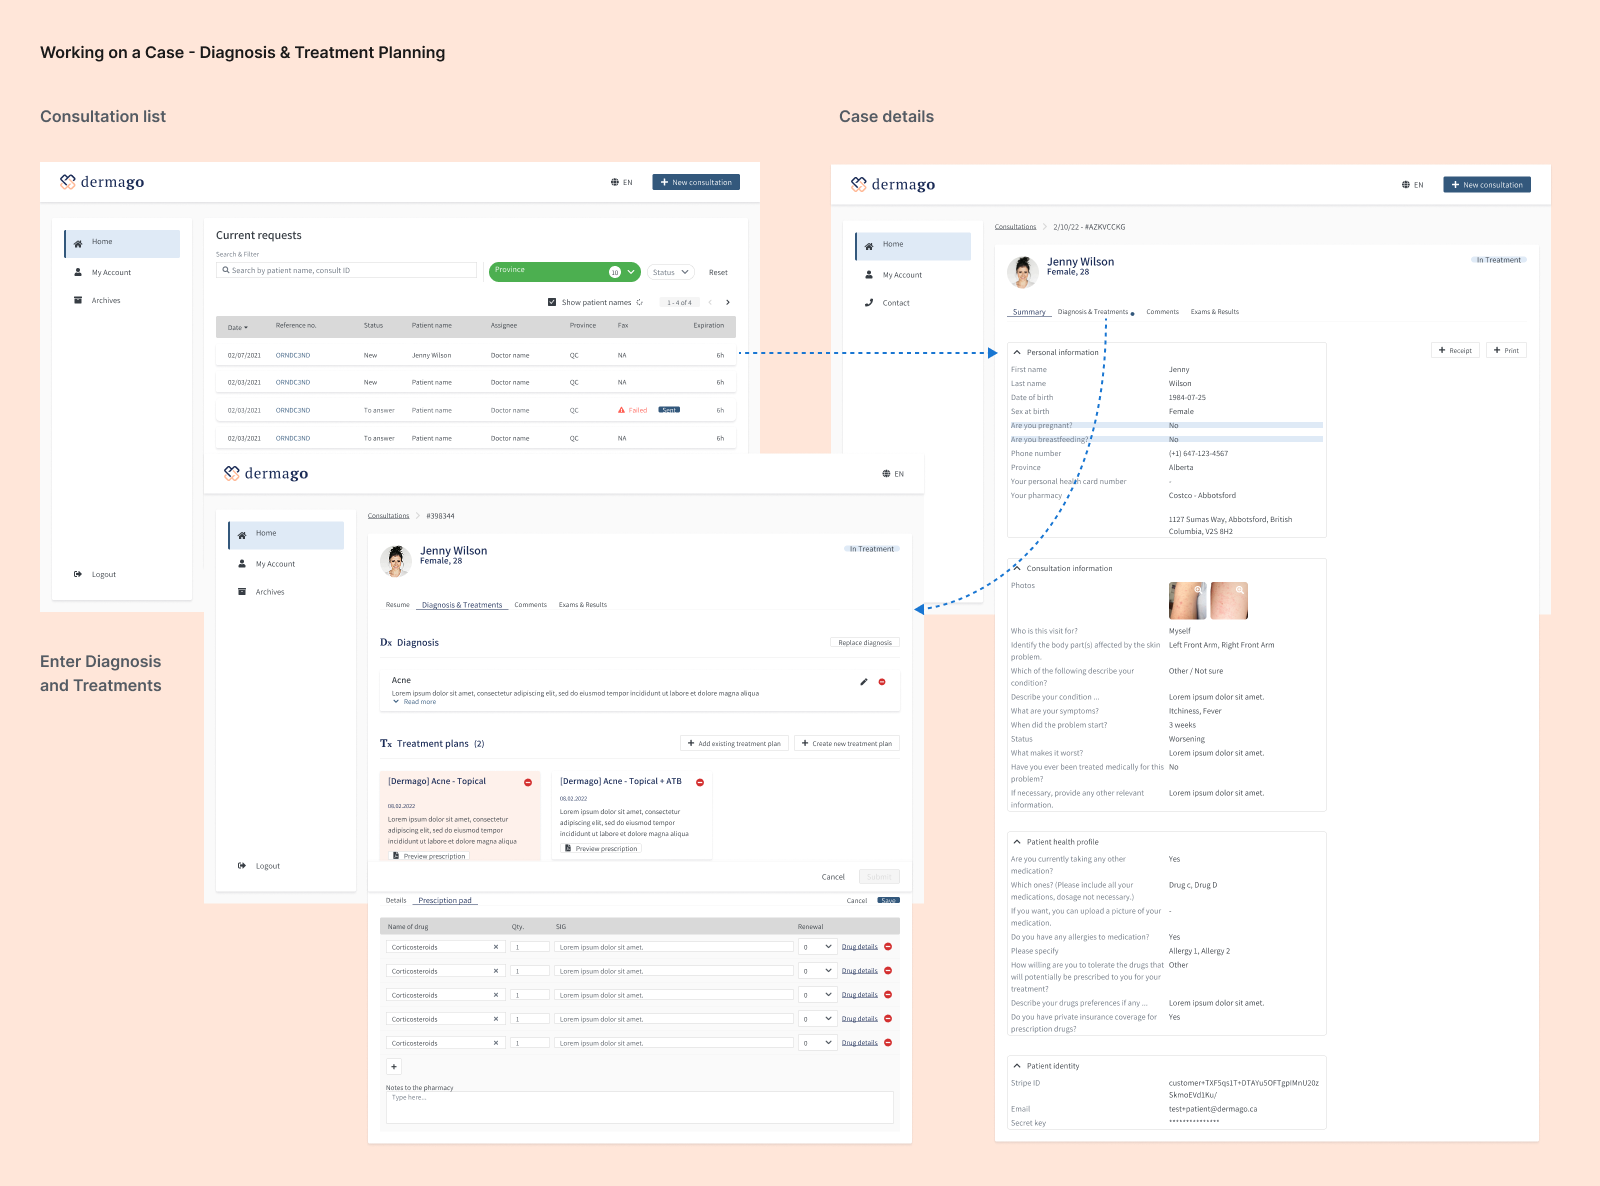 Working on a Case - Diagnosis & Treatment Planning
Consultation list
dermago
EN
New consultation
Home
My Account
Archives
Logout
Current requests
Search & Filter
Search by patient name, consult ID
Province
10
Status
Reset
Show patient names
1 - 4 of 4
Date
Reference no.
Status
Patient name
Assignee
Province
Fax
Expiration
02/07/2021 ORNDC3ND New Jenny Wilson Doctor name QC NA 6h
02/03/2021 ORNDC3ND New Patient name Doctor name QC NA 6h
02/03/2021 ORNDC3ND To answer Patient name Doctor name QC Failed Sent 6h
02/03/2021 ORNDC3ND To answer Patient name Doctor name QC NA 6h
Enter Diagnosis
and Treatments
dermago
EN
Home
My Account
Archives
Logout
Consultations > #398344
Jenny Wilson
Female, 28
In Treatment
Resume Diagnosis & Treatments Comments Exams & Results
Dx Diagnosis
Replace diagnosis
Acne
Lorem ipsum dolor sit amet, consectetur adipiscing elit, sed do eiusmod tempor incididunt ut labore et dolore magna aliqua
Read more
Tx Treatment plans (2)
+ Add existing treatment plan
+ Create new treatment plan
[Dermago] Acne - Topical
08.02.2022
Lorem ipsum dolor sit amet, consectetur
adipiscing elit, sed do eiusmod tempor
incididunt ut labore et dolore magna aliqua
Preview prescription
[Dermago] Acne - Topical + ATB
08.02.2022
Lorem ipsum dolor sit amet, consectetur
adipiscing elit, sed do eiusmod tempor
incididunt ut labore et dolore magna aliqua
Preview prescription
Cancel
Submit
Details Presciption pad
Cancel
Save
Name of drug Qty. SIG Renewal
Corticosteroids × 1 Lorem ipsum dolor sit amet. 0 Drug details
Corticosteroids × 1 Lorem ipsum dolor sit amet. 0 Drug details
Corticosteroids × 1 Lorem ipsum dolor sit amet. 0 Drug details
Corticosteroids × 1 Lorem ipsum dolor sit amet. 0 Drug details
Corticosteroids × 1 Lorem ipsum dolor sit amet. 0 Drug details
+
Notes to the pharmacy
Type here...
Case details
dermago
EN
+ New consultation
Home
My Account
Contact
Consultations > 2/10/22 - #AZKVCCKG
Jenny Wilson
Female, 28
In Treatment
Summary Diagnosis & Treatments Comments Exams & Results
+ Receipt
+ Print
Personal information
First name Jenny
Last name Wilson
Date of birth 1984-07-25
Sex at birth Female
Are you pregnant? No
Are you breastfeeding? No
Phone number (+1) 647-123-4567
Province Alberta
Your personal health card number -
Your pharmacy Costco - Abbotsford
1127 Sumas Way, Abbotsford, British
Columbia, V2S 8H2
Consultation information
Photos
Who is this visit for? Myself
Identify the body part(s) affected by the skin Left Front Arm, Right Front Arm
problem.
Which of the following describe your Other / Not sure
condition?
Describe your condition ... Lorem ipsum dolor sit amet.
What are your symptoms? Itchiness, Fever
When did the problem start? 3 weeks
Status Worsening
What makes it worst? Lorem ipsum dolor sit amet.
Have you ever been treated medically for this No
problem?
If necessary, provide any other relevant Lorem ipsum dolor sit amet.
information.
Patient health profile
Are you currently taking any other Yes
medication?
Which ones? (Please include all your Drug c, Drug D
medications, dosage not necessary.)
If you want, you can upload a picture of your -
medication.
Do you have any allergies to medication? Yes
Please specify Allergy 1, Allergy 2
How willing are you to tolerate the drugs that Other
will potentially be prescribed to you for your
treatment?
Describe your drugs preferences if any ... Lorem ipsum dolor sit amet.
Do you have private insurance coverage for Yes
prescription drugs?
Patient identity
Stripe ID customer+TXF5qs1T+DTAYu5OFTgplMnU20z
SkmoEVd1Ku/
Email test+patient@dermago.ca
Secret key ***************